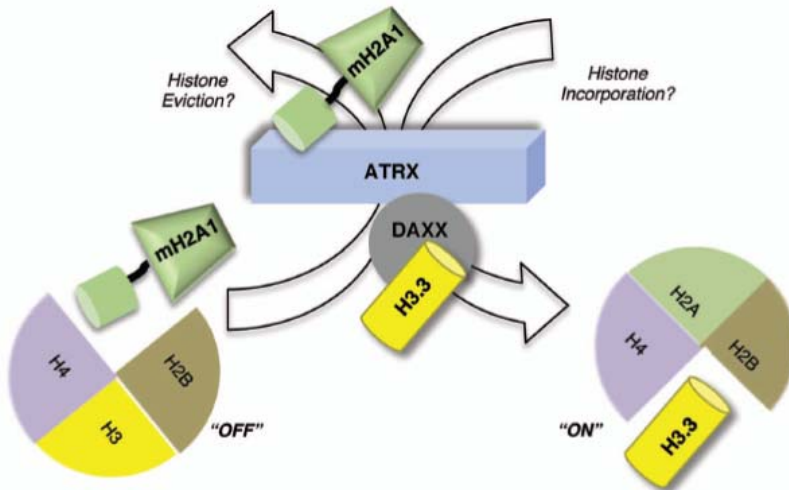 mH2A1
Histone
Eviction?
Histone
Incorporation?
ATRX
DAXX
H3.3
mH2A1
H4
H2B
H3
"OFF"
H2A
H4
H2B
"ON"
H3.3